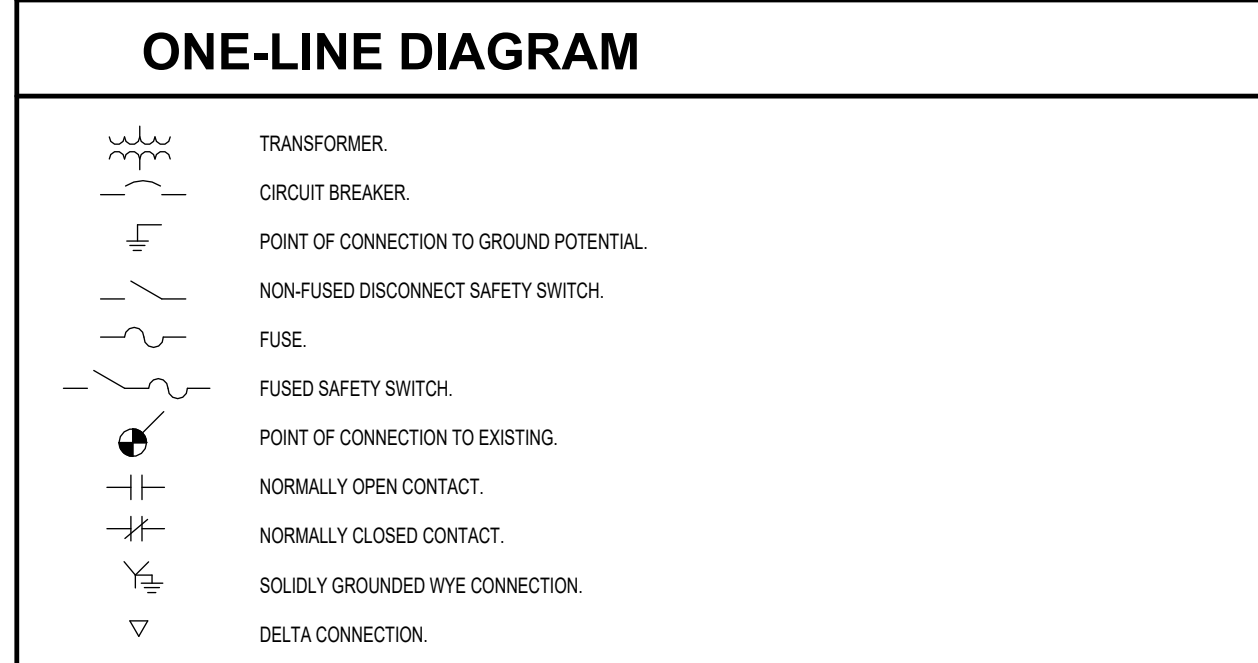 ONE-LINE DIAGRAM
TRANSFORMER.
CIRCUIT BREAKER.
POINT OF CONNECTION TO GROUND POTENTIAL.
NON-FUSED DISCONNECT SAFETY SWITCH.
FUSE.
FUSED SAFETY SWITCH.
POINT OF CONNECTION TO EXISTING.
NORMALLY OPEN CONTACT.
NORMALLY CLOSED CONTACT.
SOLIDLY GROUNDED WYE CONNECTION.
DELTA CONNECTION.